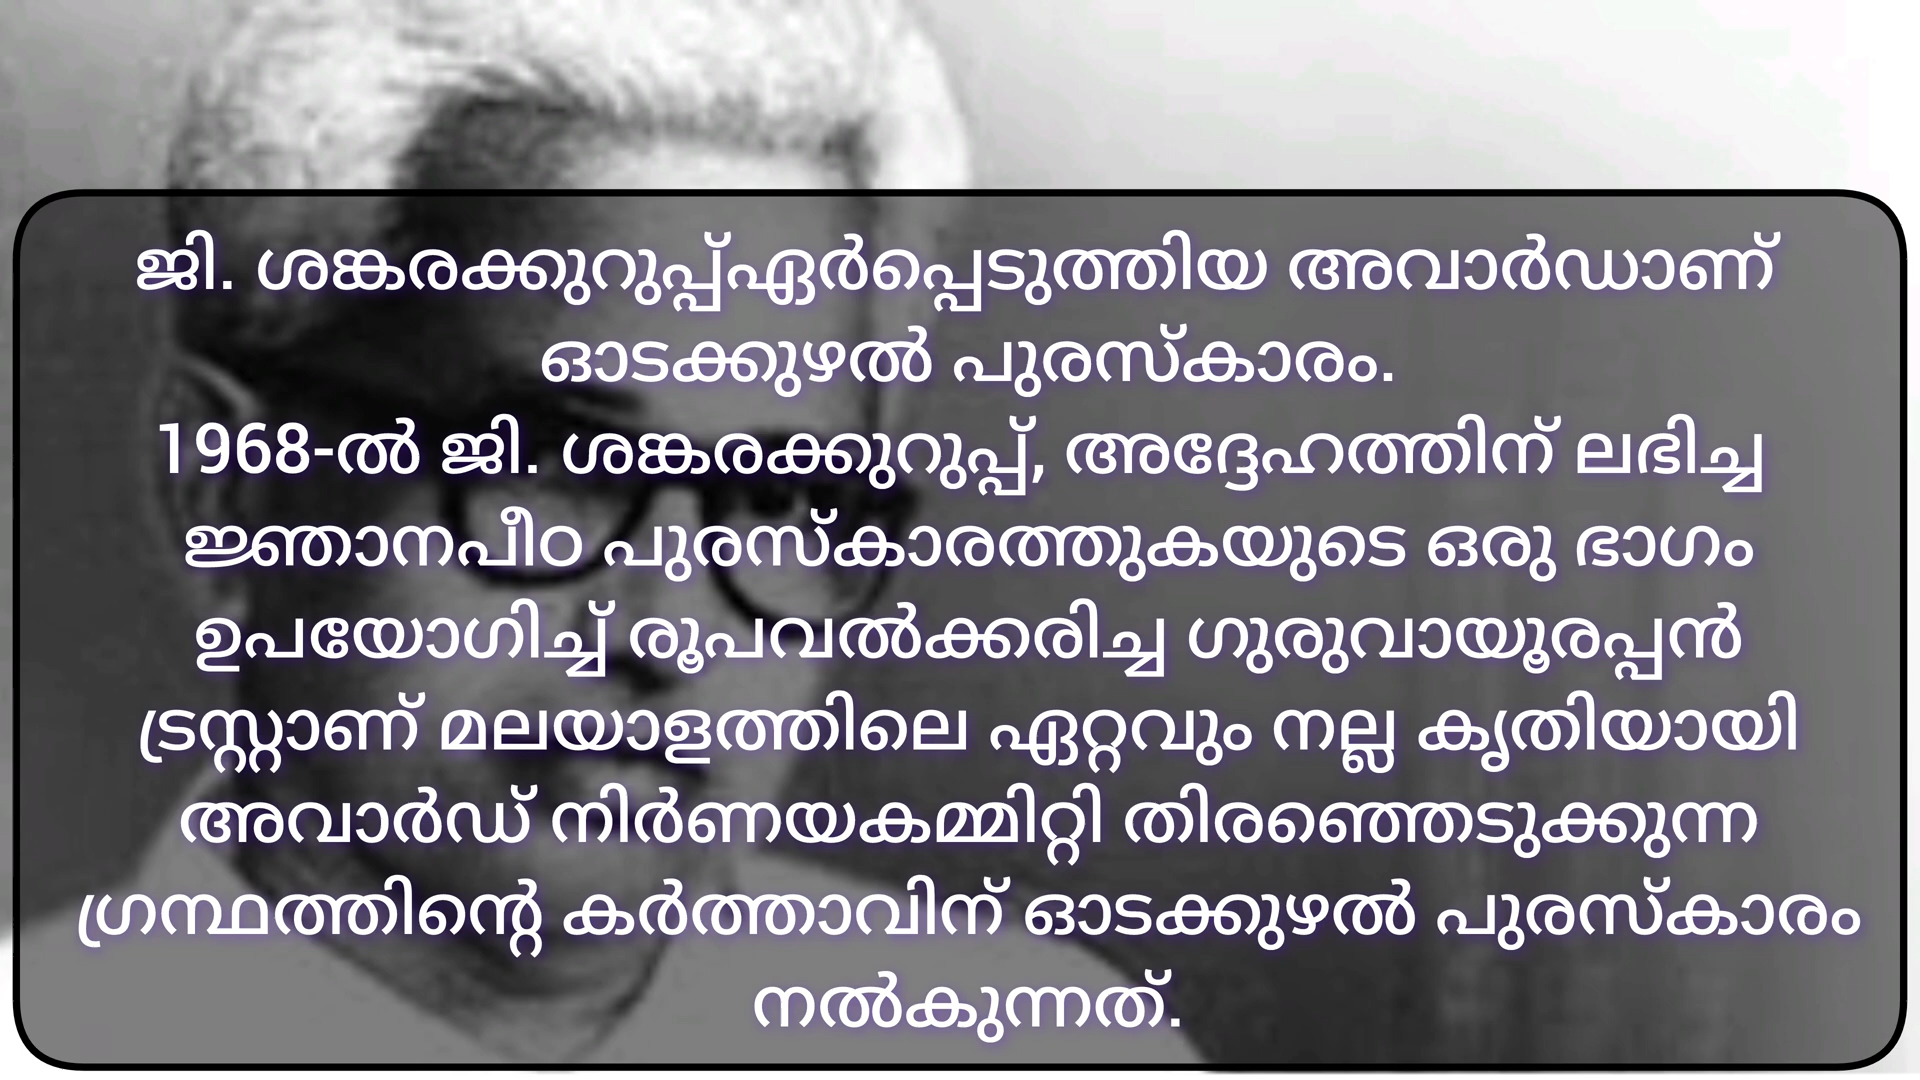 ജി. ശങ്കരക്കുറുപ്പ്ഏർപ്പെടുത്തിയ അവാർഡാണ്
ഓടക്കുഴൽ പുരസ്കാരം.
1968-ൽ ജി. ശങ്കരക്കുറുപ്പ്, അദ്ദേഹത്തിന് ലഭിച്ച
ജ്ഞാനപീഠ പുരസ്കാരത്തുകയുടെ ഒരു ഭാഗം
ഉപയോഗിച്ച് രൂപവൽക്കരിച്ച ഗുരുവായൂരപ്പൻ
ട്രസ്റ്റാണ് മലയാളത്തിലെ ഏറ്റവും നല്ല കൃതിയായി
അവാർഡ് നിർണയകമ്മിറ്റി തിരഞ്ഞെടുക്കുന്ന
ഗ്രന്ഥത്തിന്റെ കർത്താവിന് ഓടക്കുഴൽ പുരസ്കാരം
നൽകുന്നത്.